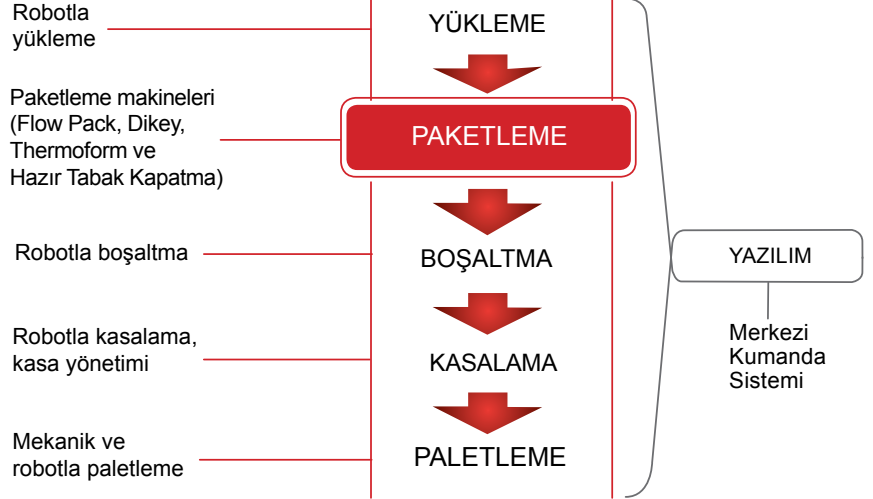 Robotla
yükleme
YÜKLEME
Paketleme makineleri
(Flow Pack, Dikey,
Thermoform ve
Hazır Tabak Kapatma)
PAKETLEME
Robotla boşaltma
BOŞALTMA
YAZILIM
Merkezi
Kumanda
Sistemi
Robotla kasalama,
kasa yönetimi
KASALAMA
Mekanik ve
robotla paletleme
PALETLEME